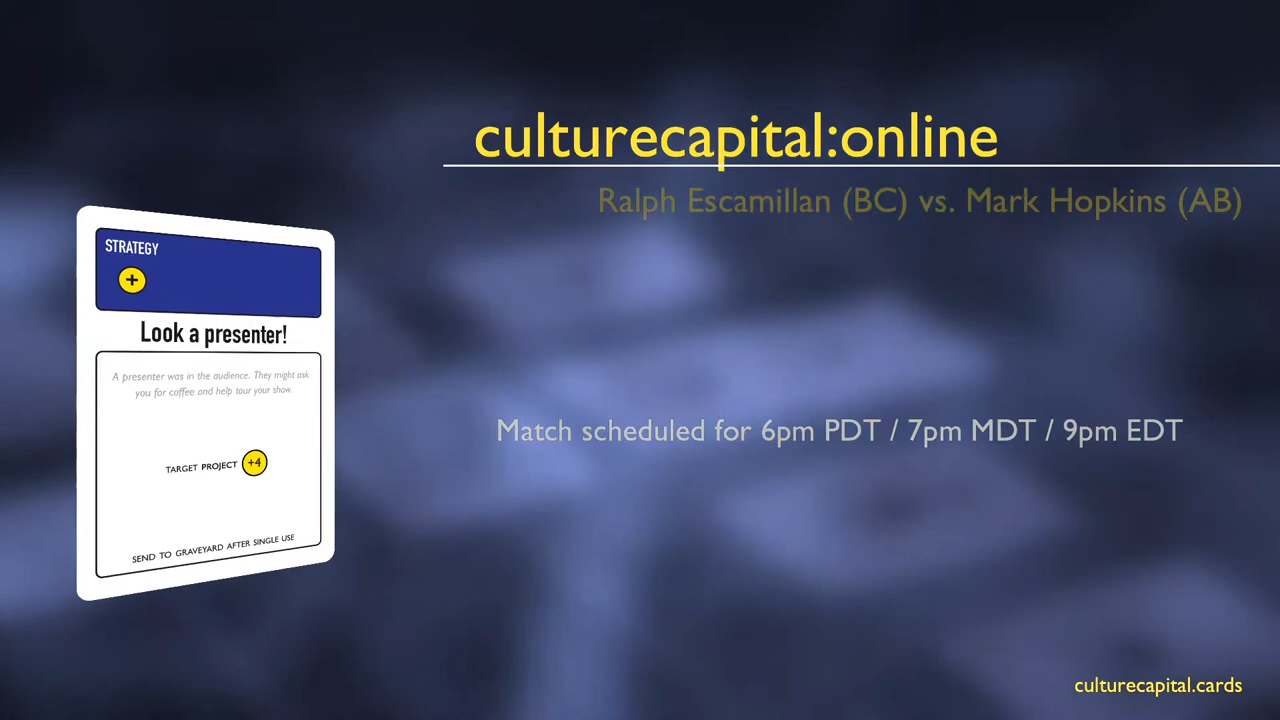 culturecapital:online
Ralph Escamillan (BC) vs. Mark Hopkins (AB)
STRATEGY
+
Look a presenter!
A presenter was in the audience. They might ask
you for coffee and help tour your show.
TARGET PROJECT +4
SEND TO GRAVEYARD AFTER SINGLE USE
Match scheduled for 6pm PDT / 7pm MDT / 9pm EDT
culturecapital.cards